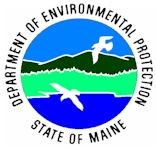 DEPARTMENT OF ENVIRONMENTAL PROTECTION
STATE OF MAINE